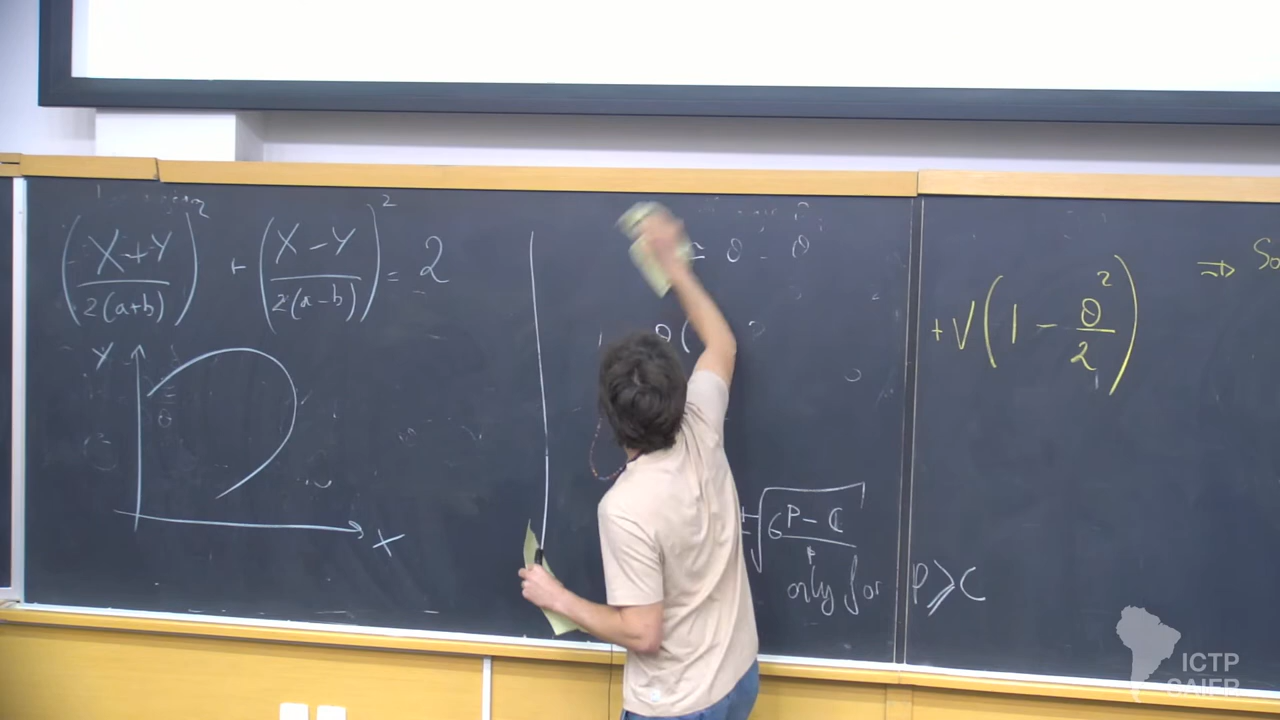 ((X+Y)/(2(a+b)))² + ((X-Y)/(2(a-b)))² = 2
Y
X
= θ - θ
θ(
± √(6 (P-C)/P)
only for P ⩾ C
+V(1 - θ²/2) ⇒ So
ICTP
SAIFR